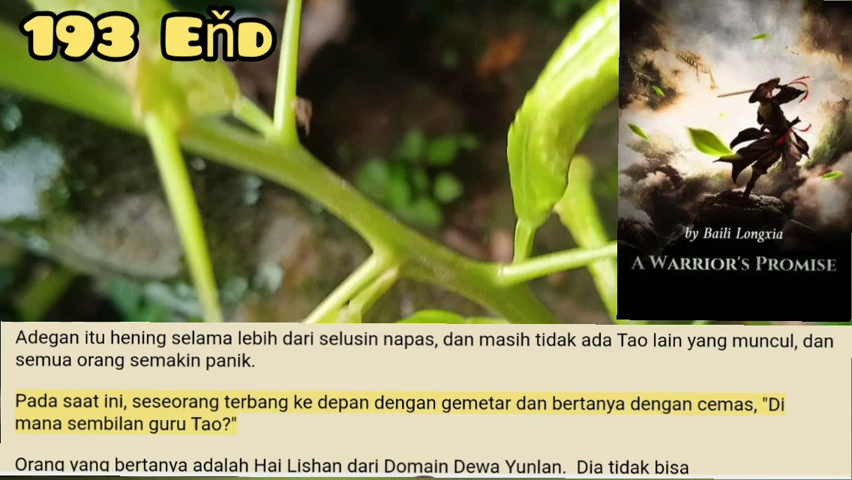 193 Eňd
by Baili Longxia
A Warrior's Promise
Adegan itu hening selama lebih dari selusin napas, dan masih tidak ada Tao lain yang muncul, dan
semua orang semakin panik.
Pada saat ini, seseorang terbang ke depan dengan gemetar dan bertanya dengan cemas, "Di
mana sembilan guru Tao?"
Orang yang bertanya adalah Hai Lishan dari Domain Dewa Yunlan. Dia tidak bisa